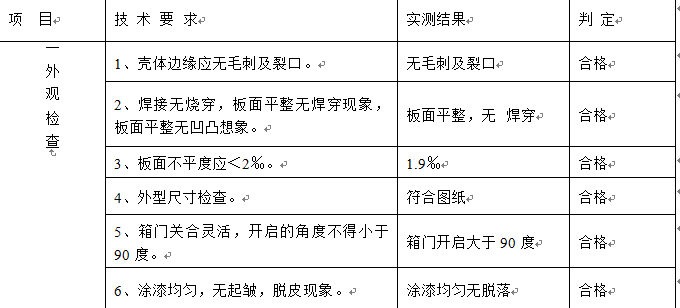 项 目 技 术 要 求 实测结果 判 定
一
外
观
检
查
1、壳体边缘应无毛刺及裂口。 无毛刺及裂口 合格
2、焊接无烧穿，板面平整无焊穿现象，
板面平整无凹凸想象。 板面平整，无 焊穿 合格
3、板面不平度应＜2‰。 1.9‰ 合格
4、外型尺寸检查。 符合图纸 合格
5、箱门关合灵活，开启的角度不得小于
90 度。 箱门开启大于 90 度 合格
6、涂漆均匀，无起皱，脱皮现象。 涂漆均匀无脱落 合格